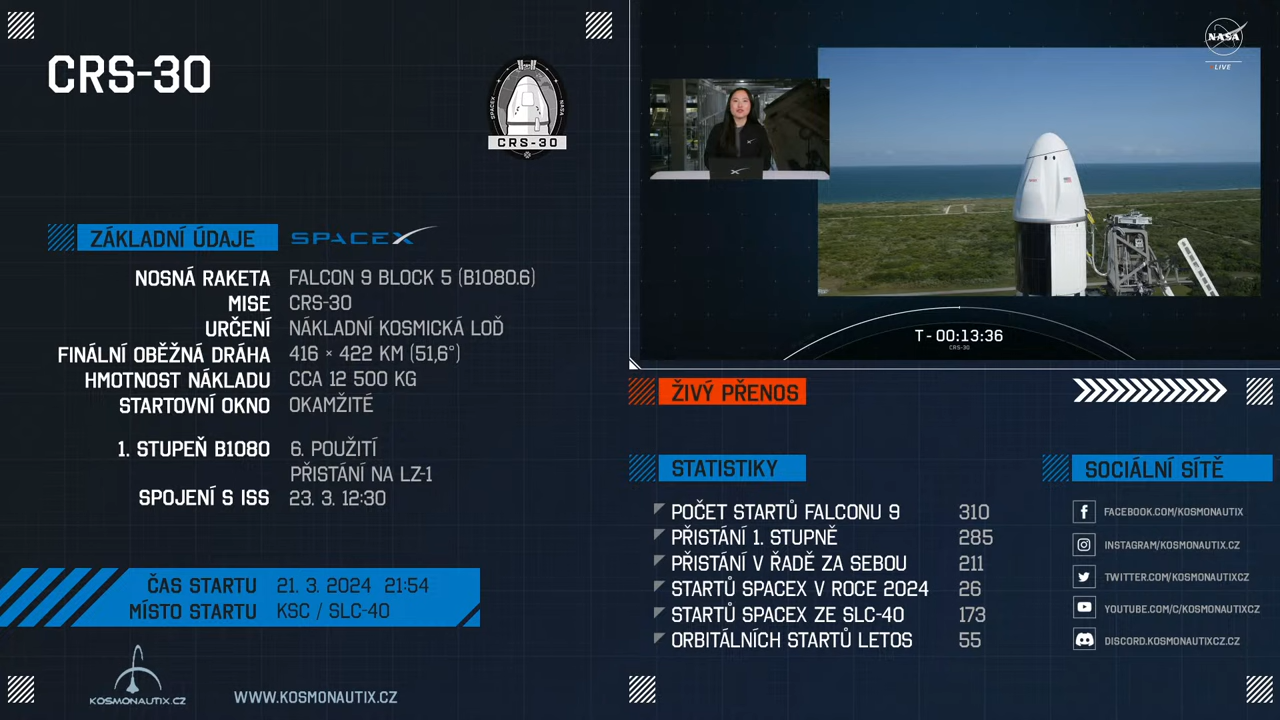 CRS-30
SPACEX
NASA
CRS-30
ZÁKLADNÍ ÚDAJE
SPACEX
NOSNÁ RAKETA FALCON 9 BLOCK 5 (B1080.6)
MISE CRS-30
URČENÍ NÁKLADNÍ KOSMICKÁ LOĎ
FINÁLNÍ OBĚŽNÁ DRÁHA 416 × 422 KM (51,6°)
HMOTNOST NÁKLADU CCA 12 500 KG
STARTOVNÍ OKNO OKAMŽITÉ
1. STUPEŇ B1080 6. POUŽITÍ
PŘISTÁNÍ NA LZ-1
SPOJENÍ S ISS 23. 3. 12:30
ČAS STARTU 21. 3. 2024 21:54
MÍSTO STARTU KSC / SLC-40
KOSMONAUTIX.CZ
WWW.KOSMONAUTIX.CZ
NASA
LIVE
T - 00:13:36
CRS-30
ŽIVÝ PŘENOS
STATISTIKY
POČET STARTŮ FALCONU 9 310
PŘISTÁNÍ 1. STUPNĚ 285
PŘISTÁNÍ V ŘADĚ ZA SEBOU 211
STARTŮ SPACEX V ROCE 2024 26
STARTŮ SPACEX ZE SLC-40 173
ORBITÁLNÍCH STARTŮ LETOS 55
SOCIÁLNÍ SÍTĚ
FACEBOOK.COM/KOSMONAUTIX
INSTAGRAM/KOSMONAUTIX.CZ
TWITTER.COM/KOSMONAUTIXCZ
YOUTUBE.COM/C/KOSMONAUTIXCZ
DISCORD.KOSMONAUTIXCZ.CZ